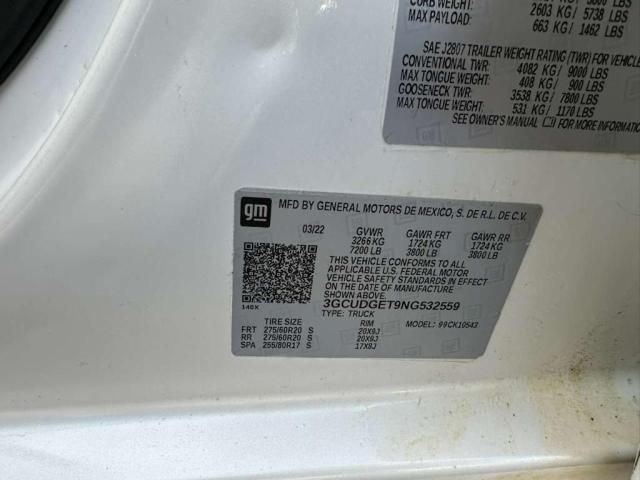 CURB WEIGHT: 2603 KG / 5738 LBS
MAX PAYLOAD: 663 KG / 1462 LBS
SAE J2807 TRAILER WEIGHT RATING (TWR) FOR VEHICLE
CONVENTIONAL TWR: 4082 KG / 9000 LBS
MAX TONGUE WEIGHT: 408 KG / 900 LBS
GOOSENECK TWR: 3538 KG / 7800 LBS
MAX TONGUE WEIGHT: 531 KG / 1170 LBS
SEE OWNER'S MANUAL FOR MORE INFORMATION
gm MFD BY GENERAL MOTORS DE MEXICO, S. DE R.L. DE C.V.
03/22 GVWR GAWR FRT GAWR RR
3266 KG 1724 KG 1724 KG
7200 LB 3800 LB 3800 LB
THIS VEHICLE CONFORMS TO ALL
APPLICABLE U.S. FEDERAL MOTOR
VEHICLE SAFETY STANDARDS IN EFFECT
ON THE DATE OF MANUFACTURE SHOWN ABOVE.
140X 3GCUDGET9NG532559
TYPE: TRUCK MODEL: 99CK10543
TIRE SIZE RIM
FRT 275/60R20 S 20X9J
RR 275/60R20 S 20X9J
SPA 255/80R17 S 17X8J